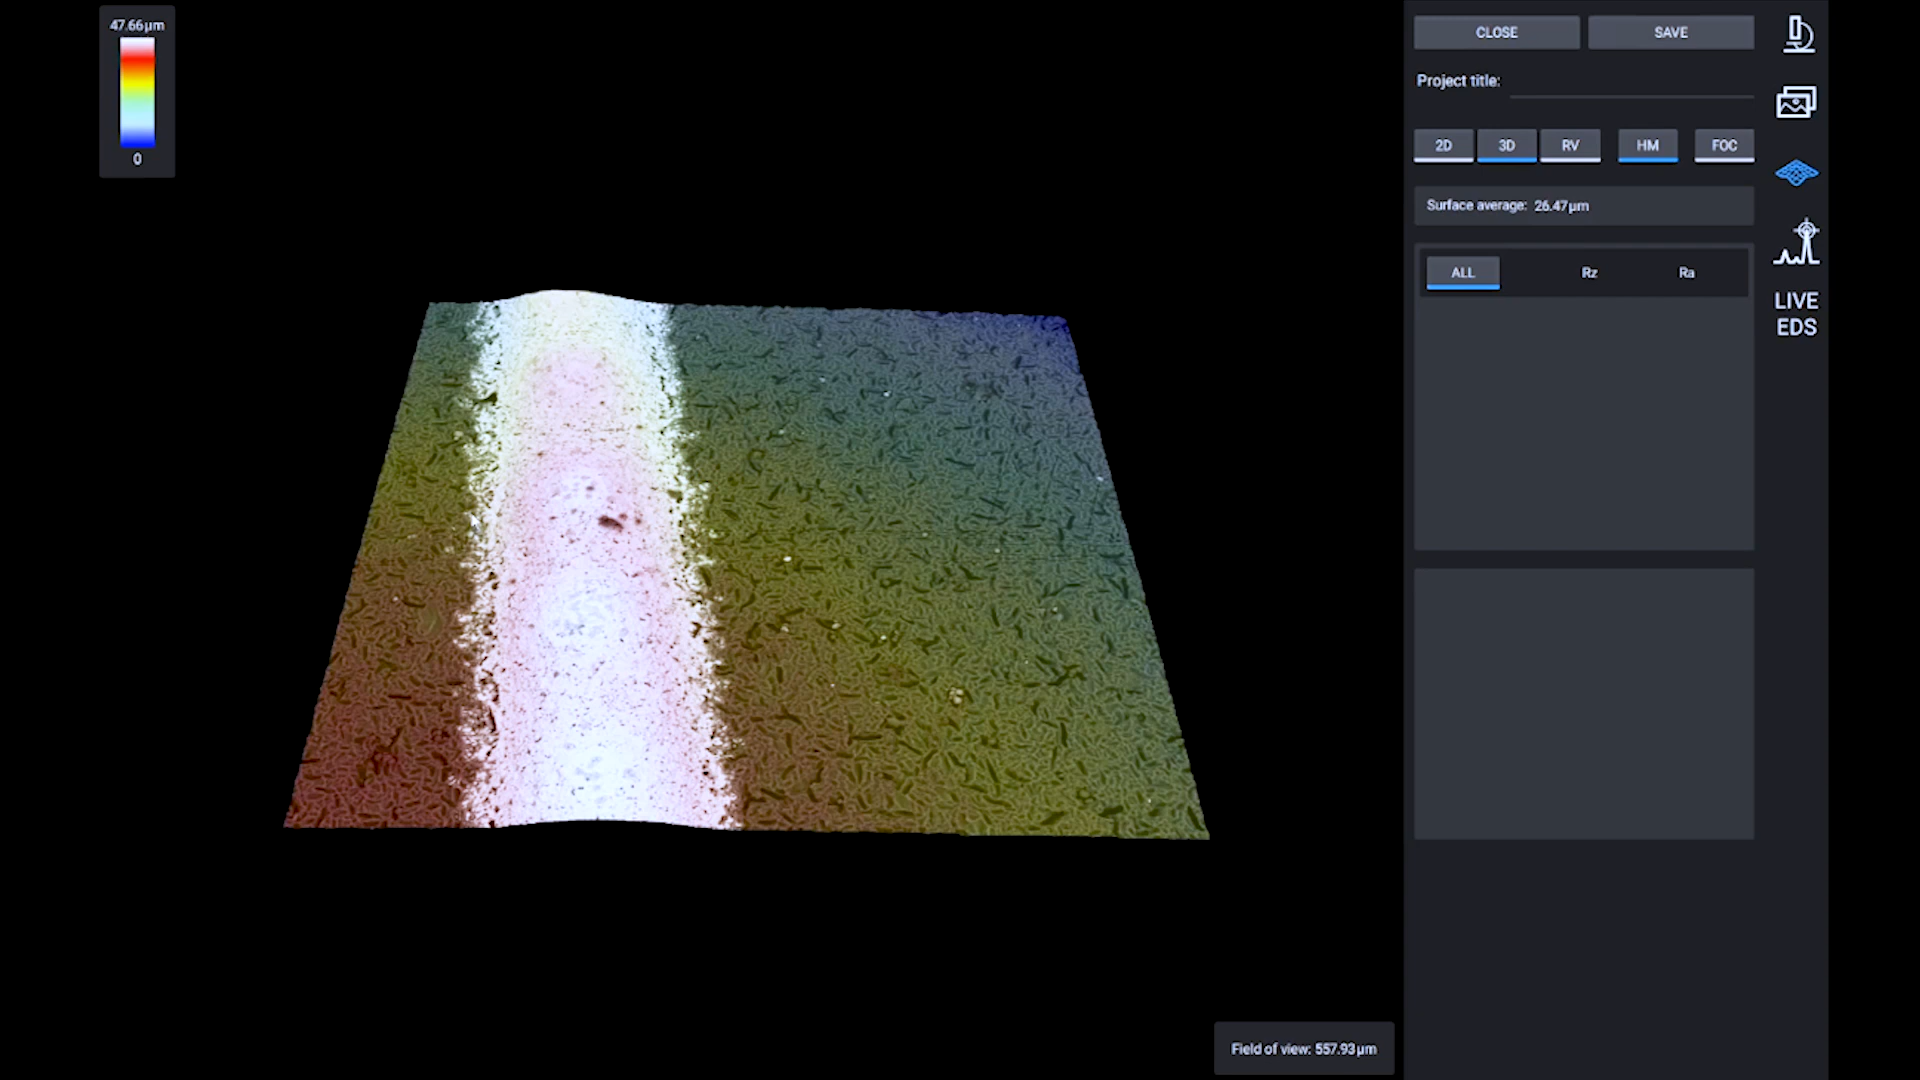 47.66µm
0
CLOSE
SAVE
Project title:
2D
3D
RV
HM
FOC
Surface average: 26.47µm
ALL
Rz
Ra
LIVE
EDS
Field of view: 557.93µm